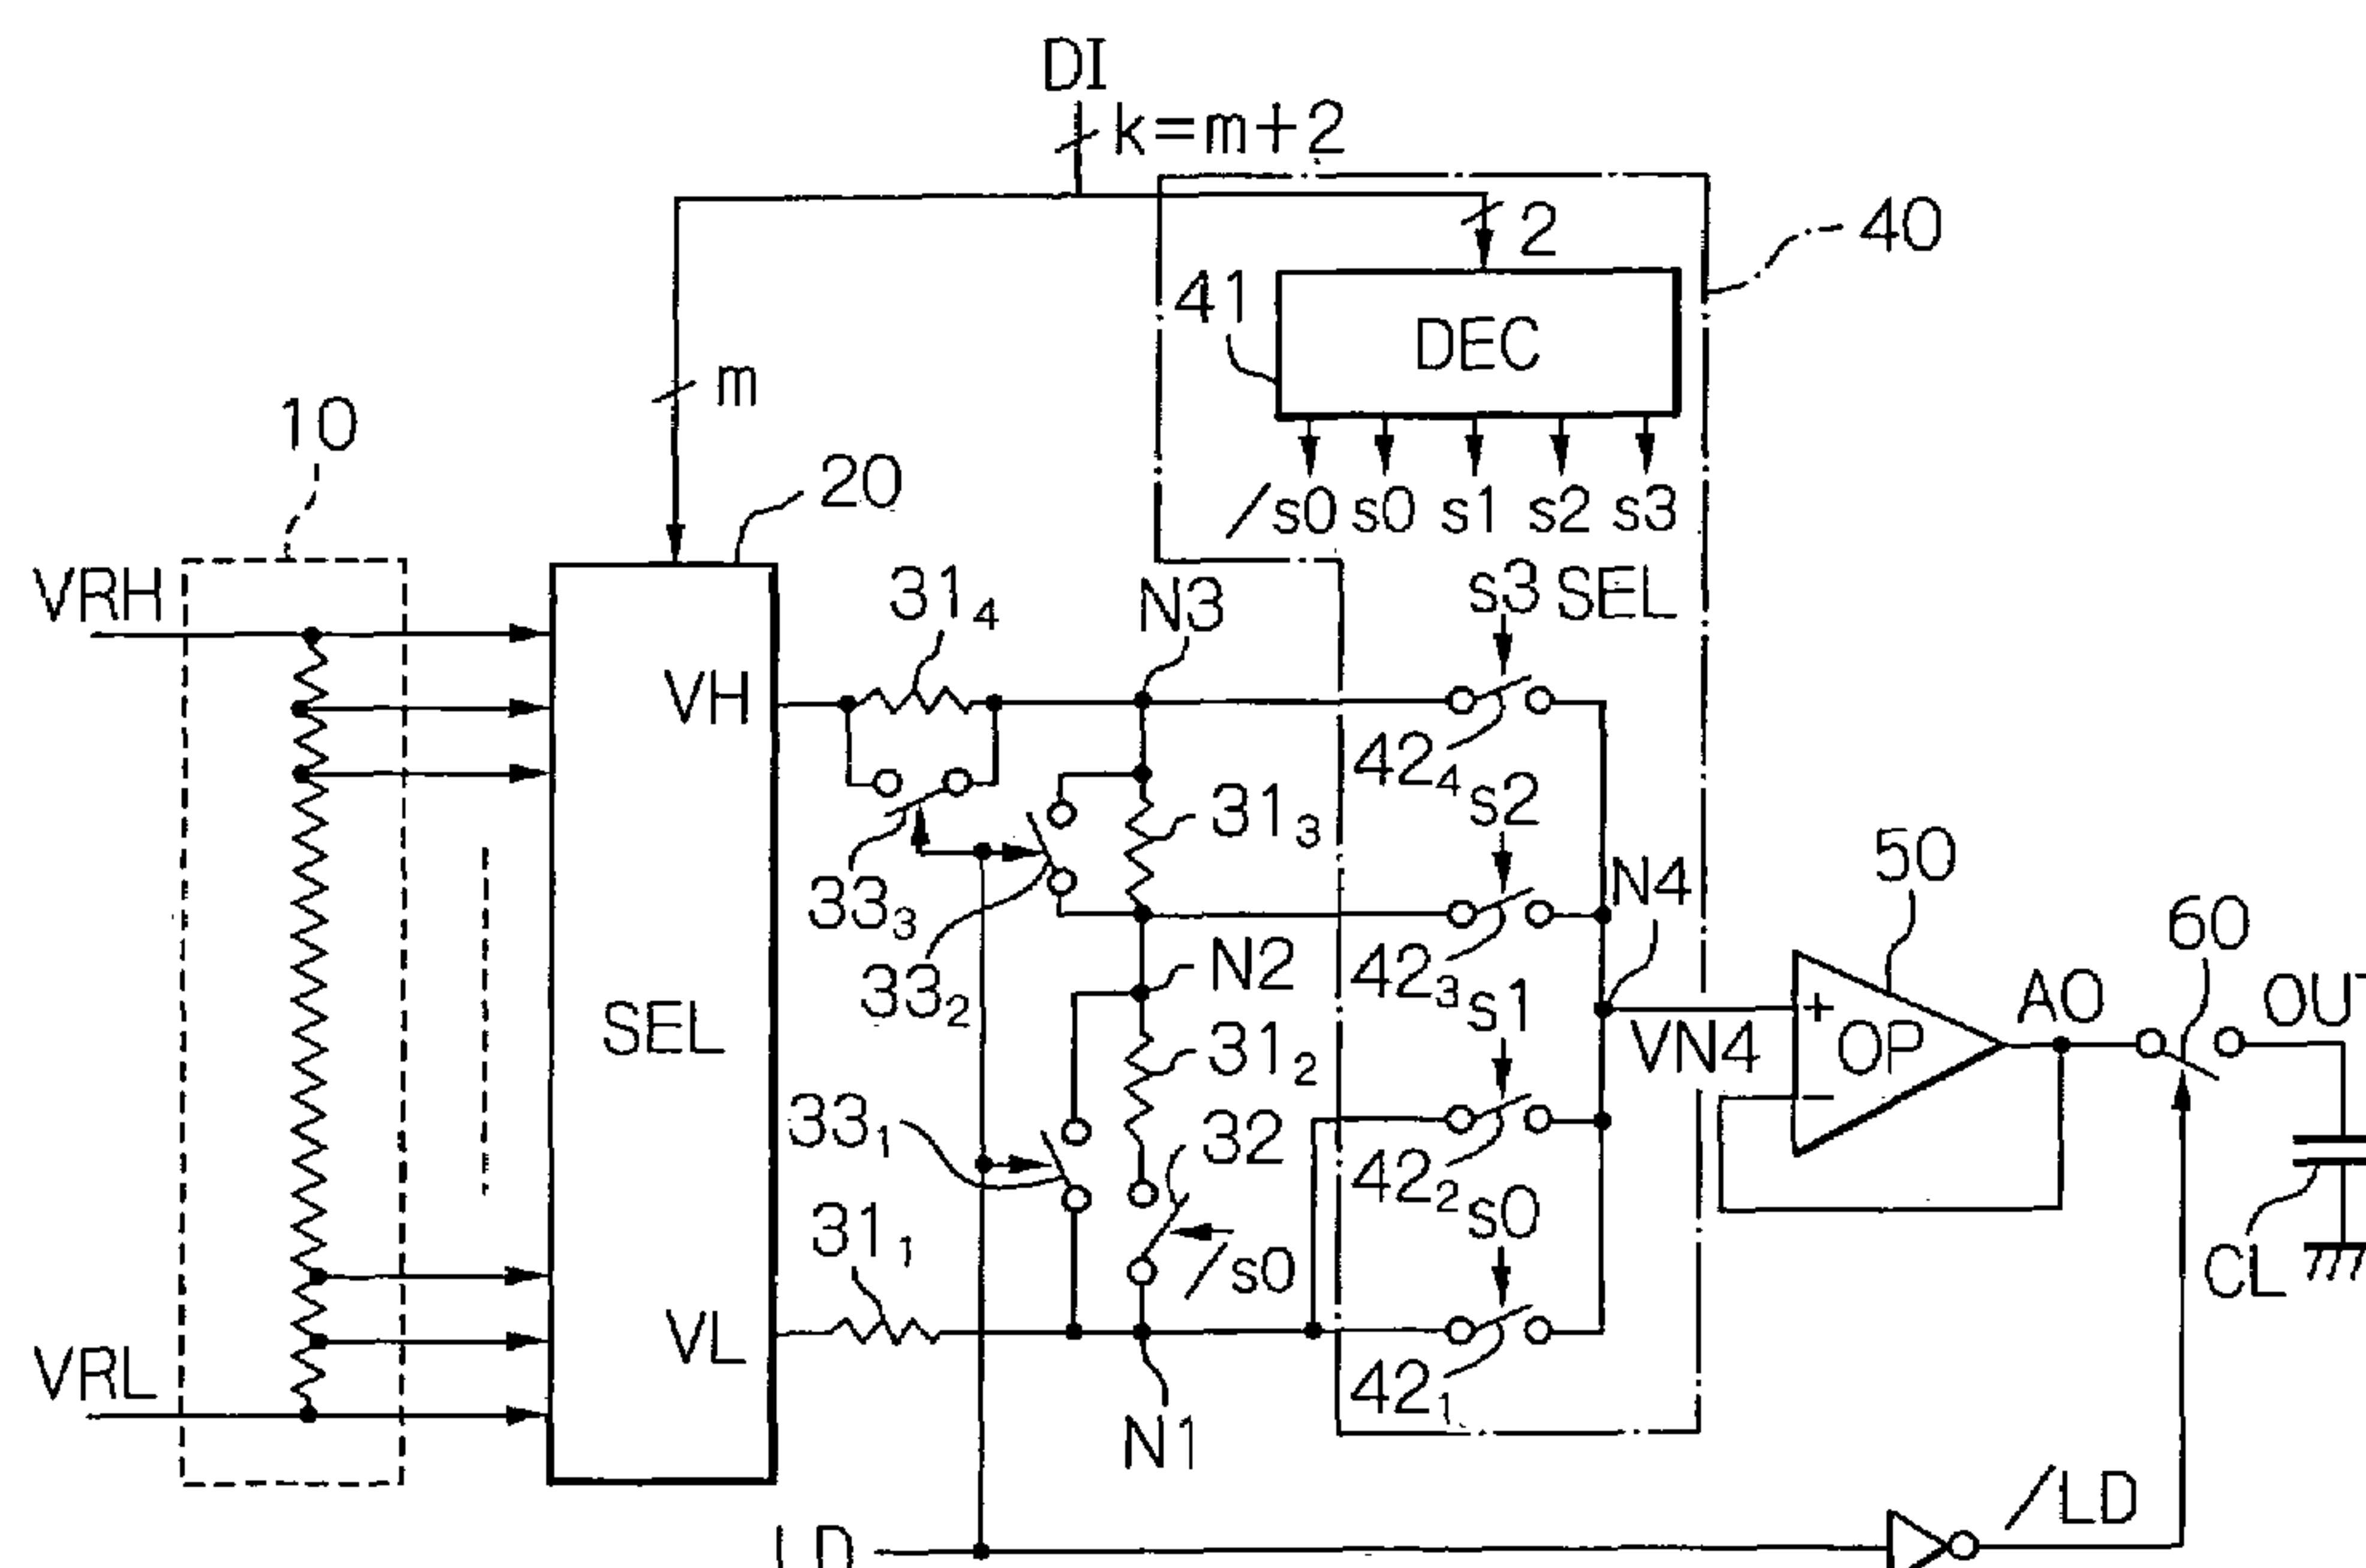 DI
k=m+2
2
40
41
DEC
m
10
20
/s0 s0 s1 s2 s3
VRH
31₄
N3
s3 SEL
VH
42₄
s2
31₃
50
33₃
N4
60
33₂
N2
42₃
s1
AO
SEL
+
OP
VN4
31₂
33₁
32
42₂
s0
−
31₁
/s0
CL
VL
VRL
42₁
N1
/LD
LD